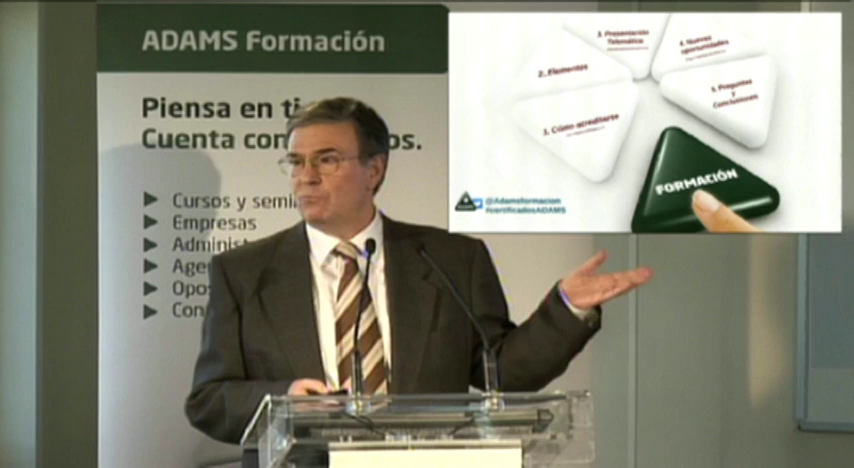 ADAMS Formación
Piensa en ti
Cuenta con os.
Cursos y semi
Empresas
Adminis
Age
Opos
Con
3. Presentación
Telemática
4. Nuevas
oportunidades
2. Elementos
5. Preguntas
y
Conclusiones
1. Cómo acreditarse
FORMACIÓN
@Adamsformacion
#certificadosADAMS